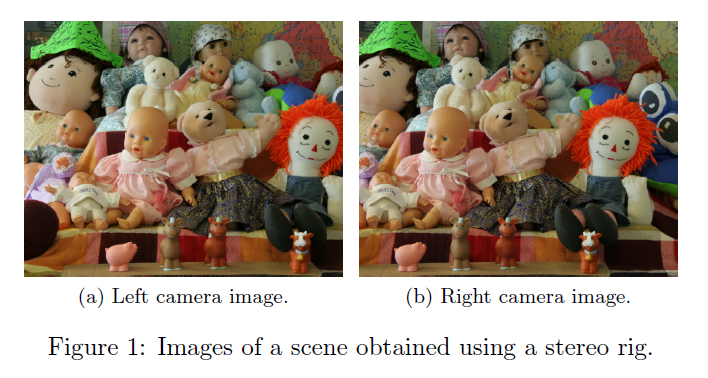 (a) Left camera image.
(b) Right camera image.
Figure 1: Images of a scene obtained using a stereo rig.